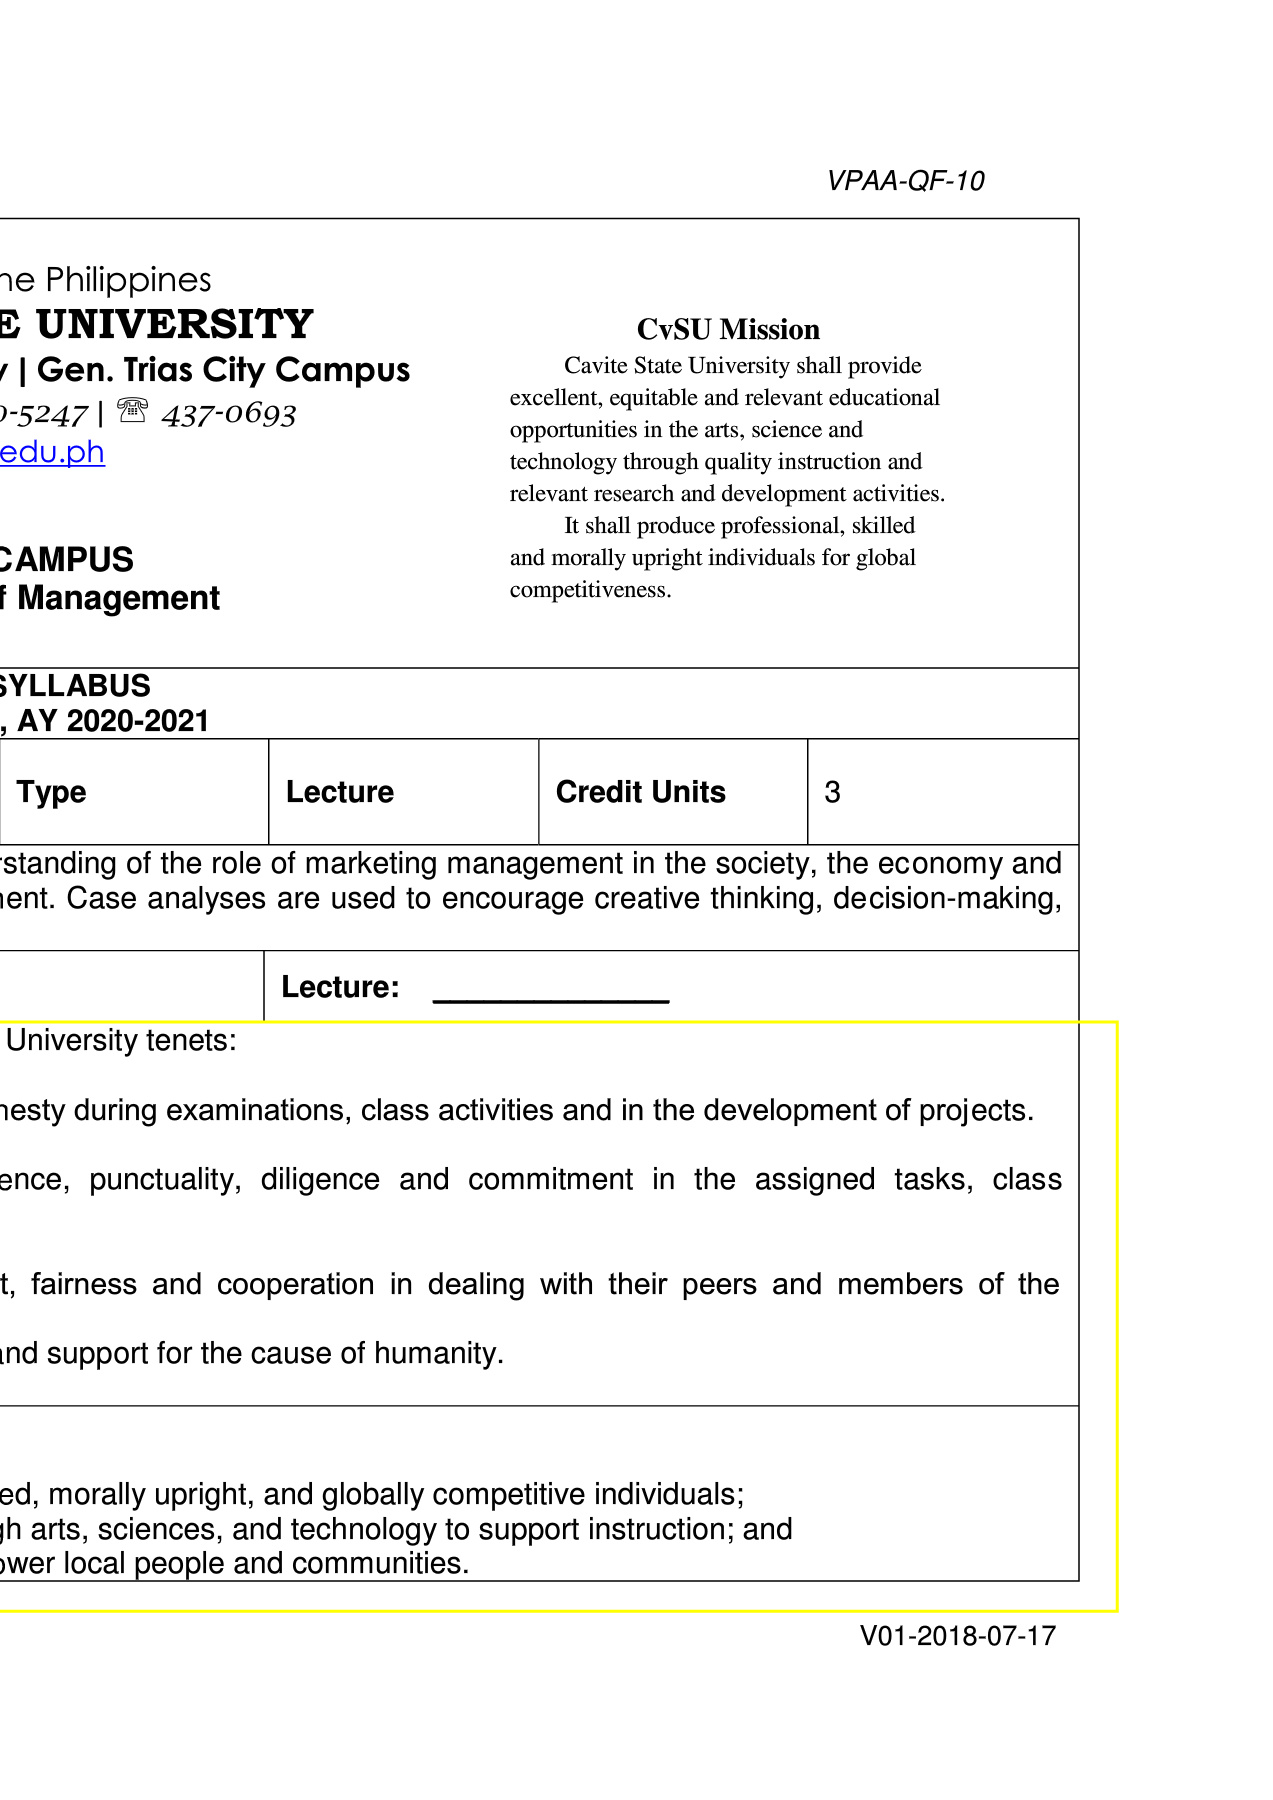 VPAA-QF-10
he Philippines
E UNIVERSITY
y | Gen. Trias City Campus
0-5247 | ☏ 437-0693
edu.ph
CAMPUS
f Management
CvSU Mission
Cavite State University shall provide
excellent, equitable and relevant educational
opportunities in the arts, science and
technology through quality instruction and
relevant research and development activities.
It shall produce professional, skilled
and morally upright individuals for global
competitiveness.
SYLLABUS
, AY 2020-2021
Type
Lecture
Credit Units
3
rstanding of the role of marketing management in the society, the economy and
nent. Case analyses are used to encourage creative thinking, decision-making,
Lecture: ______________
University tenets:
nesty during examinations, class activities and in the development of projects.
ence, punctuality, diligence and commitment in the assigned tasks, class
t, fairness and cooperation in dealing with their peers and members of the
and support for the cause of humanity.
ed, morally upright, and globally competitive individuals;
gh arts, sciences, and technology to support instruction; and
ower local people and communities.
V01-2018-07-17